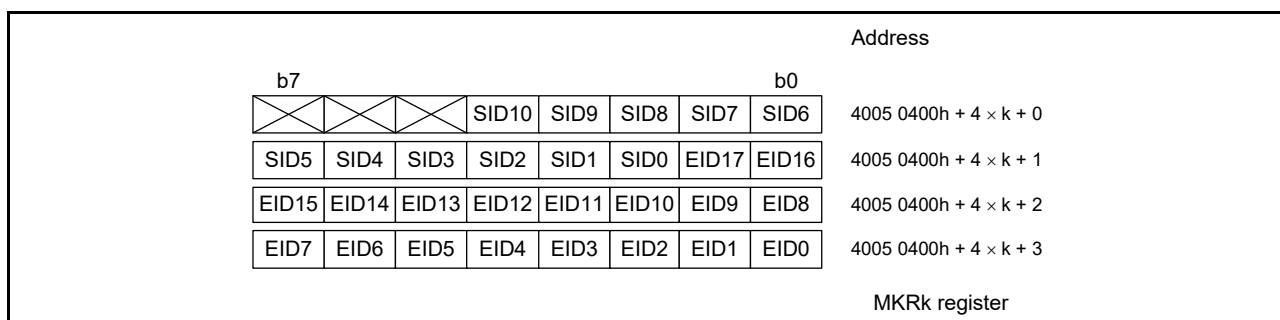 Address
b7 b0
SID10 SID9 SID8 SID7 SID6 4005 0400h + 4 × k + 0
SID5 SID4 SID3 SID2 SID1 SID0 EID17 EID16 4005 0400h + 4 × k + 1
EID15 EID14 EID13 EID12 EID11 EID10 EID9 EID8 4005 0400h + 4 × k + 2
EID7 EID6 EID5 EID4 EID3 EID2 EID1 EID0 4005 0400h + 4 × k + 3
MKRk register